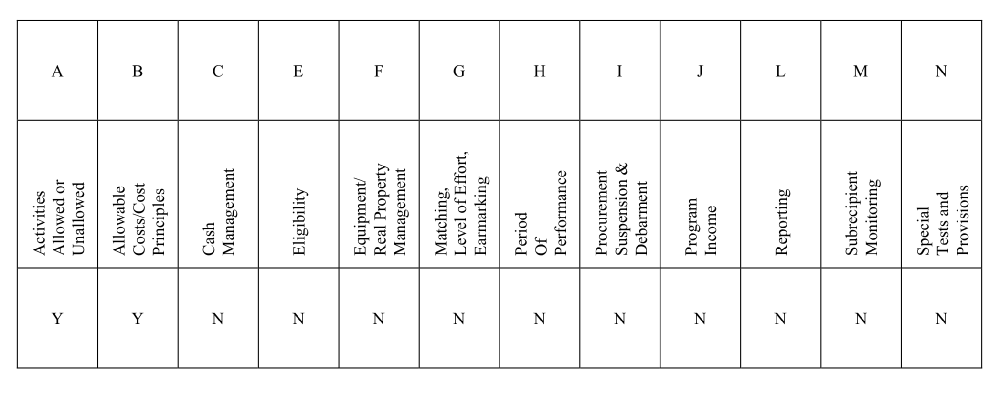 A B C E F G H I J L M N
Activities
Allowed or
Unallowed
Allowable
Costs/Cost
Principles
Cash
Management
Eligibility
Equipment/
Real Property
Management
Matching,
Level of Effort,
Earmarking
Period
Of
Performance
Procurement
Suspension &
Debarment
Program
Income
Reporting
Subrecipient
Monitoring
Special
Tests and
Provisions
Y Y N N N N N N N N N N